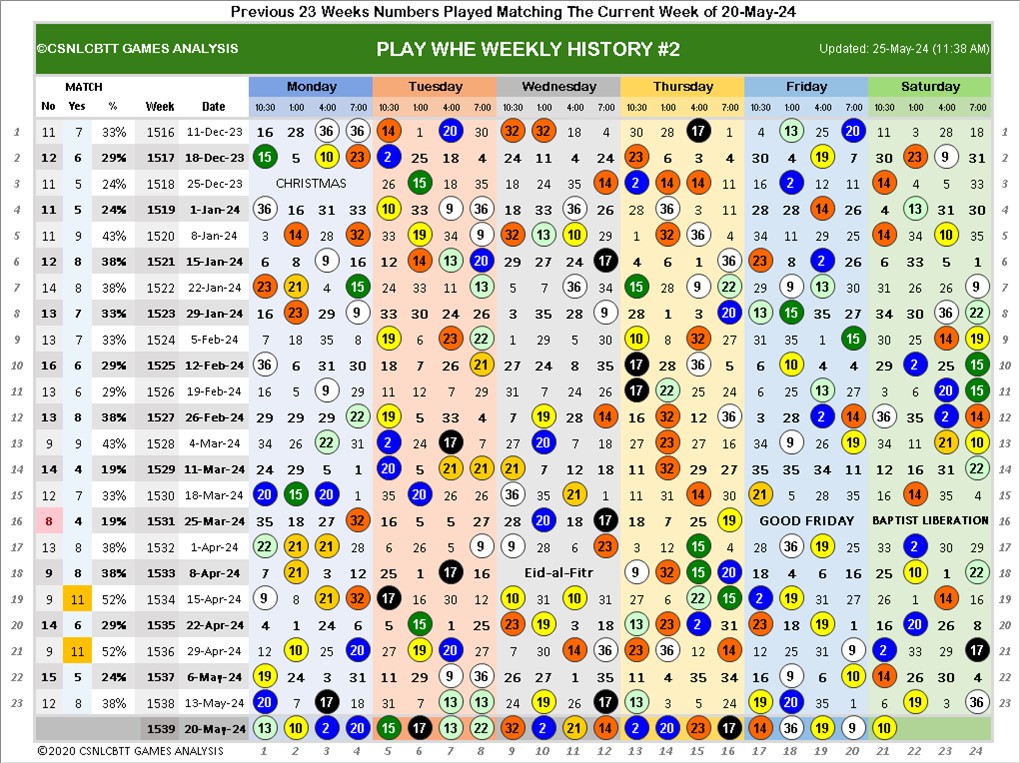 Previous 23 Weeks Numbers Played Matching The Current Week of 20-May-24
©CSNLCBTT GAMES ANALYSIS PLAY WHE WEEKLY HISTORY #2 Updated: 25-May-24 (11:38 AM)
MATCH Monday Tuesday Wednesday Thursday Friday Saturday
No Yes % Week Date 10:30 1:00 4:00 7:00 10:30 1:00 4:00 7:00 10:30 1:00 4:00 7:00 10:30 1:00 4:00 7:00 10:30 1:00 4:00 7:00 10:30 1:00 4:00 7:00
1 11 7 33% 1516 11-Dec-23 16 28 36 36 14 1 20 30 32 32 18 4 30 28 17 1 4 13 25 20 11 3 28 18 1
2 12 6 29% 1517 18-Dec-23 15 5 10 23 2 25 18 4 24 11 4 24 23 6 3 4 30 4 19 7 30 23 9 31 2
3 11 5 24% 1518 25-Dec-23 CHRISTMAS 26 15 18 35 18 24 35 14 2 14 14 11 16 2 12 11 14 4 5 33 3
4 11 5 24% 1519 1-Jan-24 36 16 31 33 10 33 9 36 18 33 36 26 28 36 3 11 28 28 14 26 4 13 31 30 4
5 11 9 43% 1520 8-Jan-24 3 14 28 32 33 19 34 9 32 13 10 29 1 32 36 4 34 11 29 25 14 34 10 35 5
6 12 8 38% 1521 15-Jan-24 6 8 9 16 12 14 13 20 29 27 24 17 4 6 1 36 23 8 2 26 6 33 5 1 6
7 14 8 38% 1522 22-Jan-24 23 21 4 15 24 33 11 13 5 7 36 34 15 28 9 22 29 9 13 30 31 26 26 9 7
8 13 7 33% 1523 29-Jan-24 16 23 29 9 33 30 24 26 3 35 28 9 28 1 3 20 13 15 35 27 34 30 36 22 8
9 13 7 33% 1524 5-Feb-24 7 18 35 8 19 6 23 22 1 29 5 30 10 8 32 27 31 35 1 15 30 25 14 19 9
10 16 6 29% 1525 12-Feb-24 36 6 31 30 18 7 26 21 27 24 8 35 17 28 36 5 6 10 4 4 29 2 25 15 10
11 13 6 29% 1526 19-Feb-24 16 5 9 6 11 12 7 29 31 7 24 26 17 22 25 24 6 25 13 27 3 6 20 15 11
12 13 8 38% 1527 26-Feb-24 29 29 29 22 19 5 33 4 7 19 28 14 16 32 12 36 3 28 2 14 36 35 2 14 12
13 9 9 43% 1528 4-Mar-24 34 26 22 31 2 24 17 7 27 20 7 18 27 23 27 16 34 9 26 19 34 11 21 10 13
14 14 4 19% 1529 11-Mar-24 24 29 5 1 20 5 21 21 21 7 12 18 11 32 29 27 35 35 34 11 12 16 31 22 14
15 12 7 33% 1530 18-Mar-24 20 15 20 1 35 20 26 26 36 35 21 1 11 31 14 30 21 5 28 35 16 14 35 4 15
16 8 4 19% 1531 25-Mar-24 35 18 27 32 16 5 5 27 28 20 18 17 18 7 25 19 GOOD FRIDAY BAPTIST LIBERATION 16
17 13 8 38% 1532 1-Apr-24 22 21 21 28 6 26 5 9 9 28 6 23 3 12 15 4 28 36 19 25 33 2 30 29 17
18 9 8 38% 1533 8-Apr-24 7 21 3 12 25 1 17 16 Eid-al-Fitr 9 32 15 20 18 4 6 16 25 10 1 22 18
19 9 11 52% 1534 15-Apr-24 9 8 21 32 17 16 30 12 10 31 10 31 27 6 22 15 2 19 31 27 26 1 14 16 19
20 14 6 29% 1535 22-Apr-24 4 1 24 6 5 15 1 25 23 19 3 18 13 23 2 31 23 18 19 1 16 20 26 8 20
21 9 11 52% 1536 29-Apr-24 12 10 25 20 27 19 20 27 30 11 14 36 23 36 12 14 12 25 31 9 2 33 29 17 21
22 15 5 24% 1537 6-May-24 19 24 3 31 11 29 9 36 26 27 1 35 11 4 35 34 16 9 6 10 14 26 30 4 22
23 12 8 38% 1538 13-May-24 20 7 17 18 31 7 13 13 24 19 28 17 13 3 5 24 19 20 5 28 6 19 3 36 23
1539 20-May-24 13 10 2 20 15 17 13 22 32 2 21 14 2 20 23 17 14 36 19 9 10
©2020 CSNLCBTT GAMES ANALYSIS 1 2 3 4 5 6 7 8 9 10 11 12 13 14 15 16 17 18 19 20 21 22 23 24